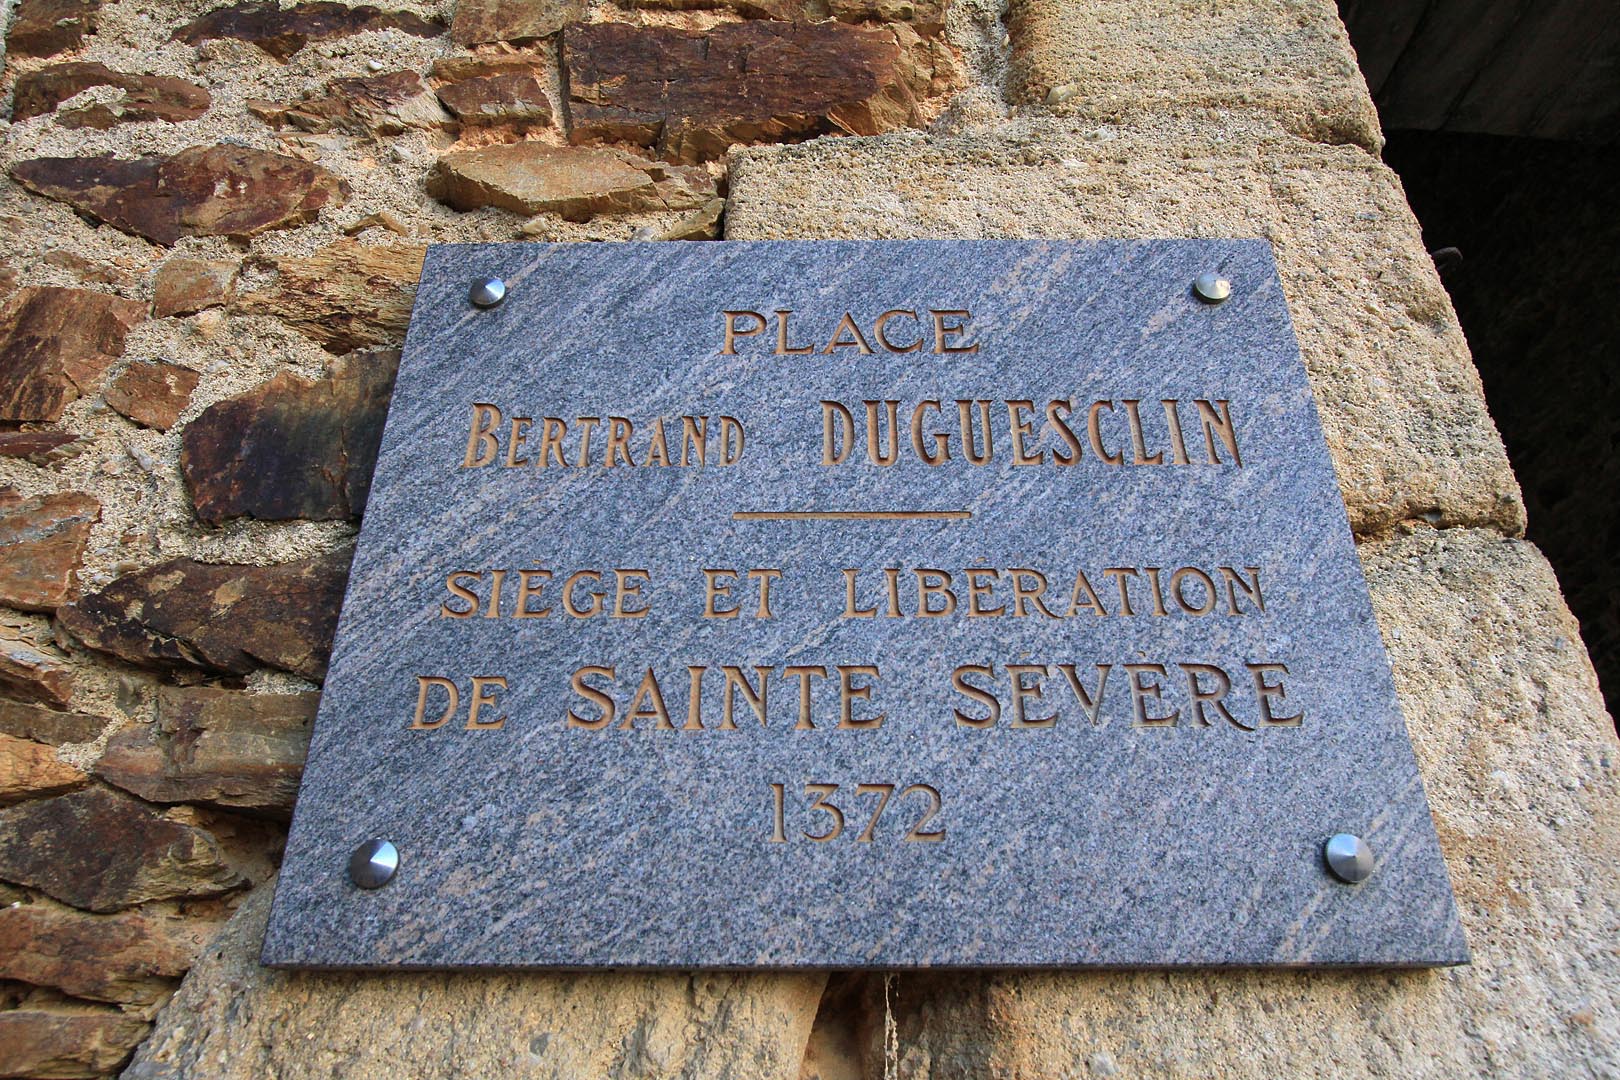 PLACE
BERTRAND DUGUESCLIN
SIÈGE ET LIBÉRATION
DE SAINTE SÉVÈRE
1372